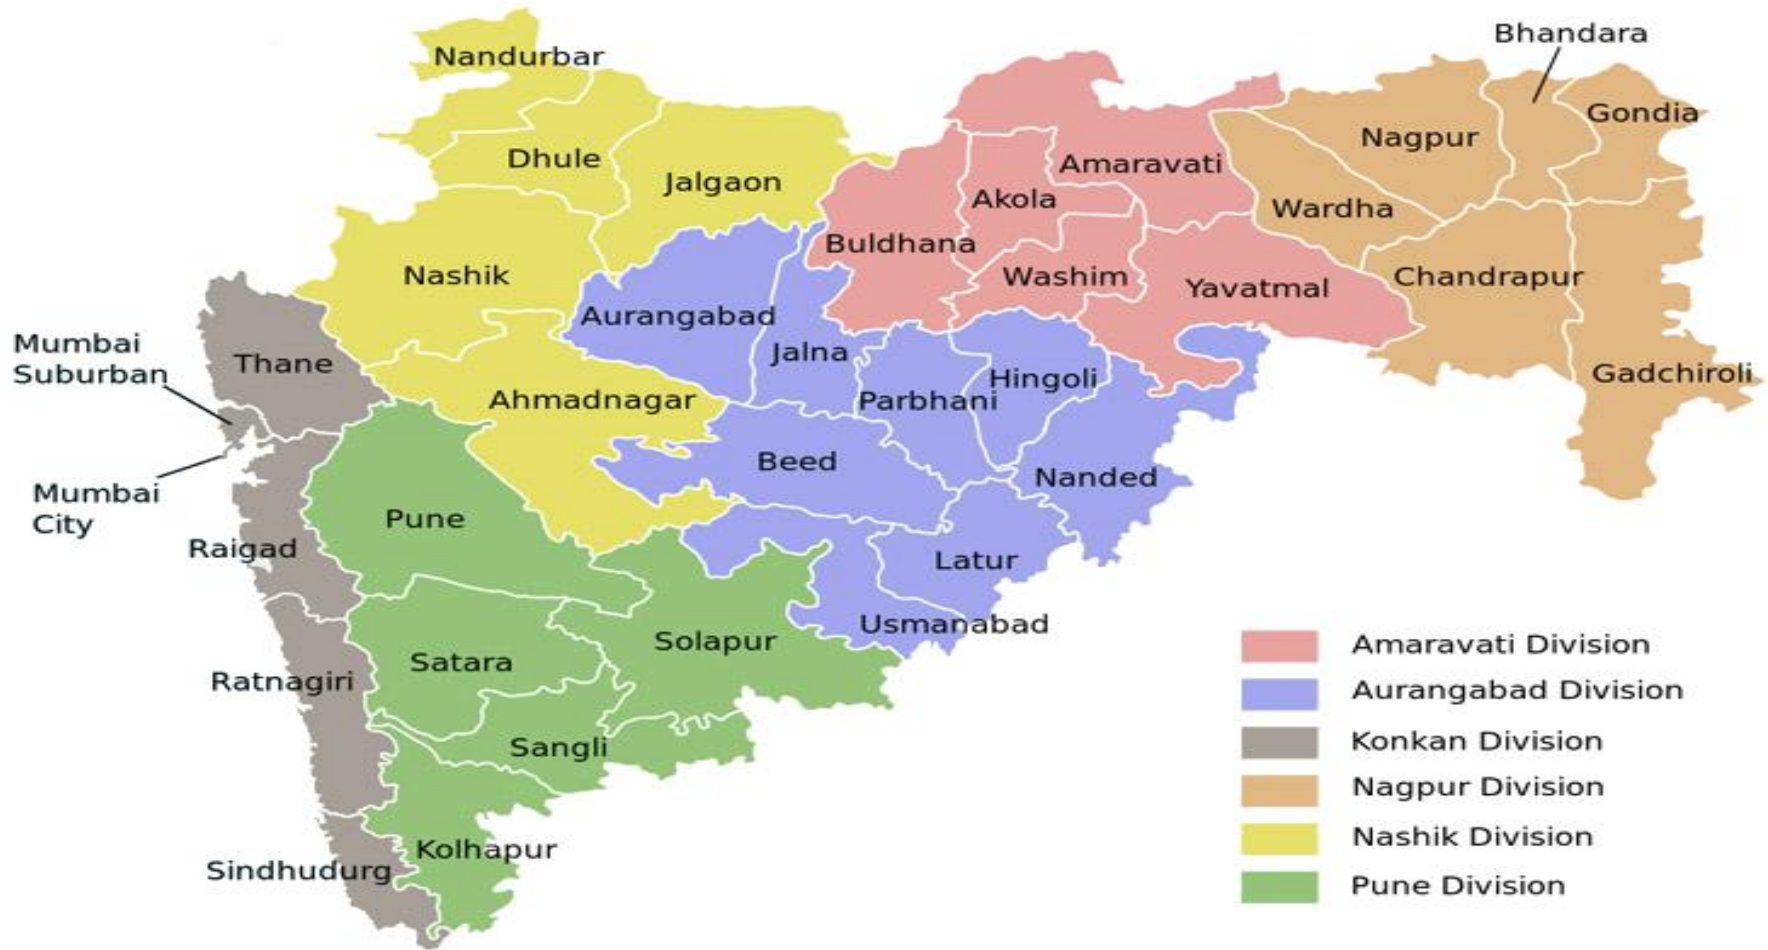 Bhandara
Nandurbar
Gondia
Nagpur
Dhule
Amaravati
Jalgaon
Akola
Wardha
Buldhana
Nashik
Washim
Chandrapur
Yavatmal
Aurangabad
Mumbai
Suburban
Jalna
Thane
Gadchiroli
Hingoli
Ahmadnagar
Parbhani
Beed
Nanded
Mumbai
City
Pune
Raigad
Latur
Usmanabad
Solapur
Satara
Ratnagiri
Sangli
Kolhapur
Sindhudurg
Amaravati Division
Aurangabad Division
Konkan Division
Nagpur Division
Nashik Division
Pune Division